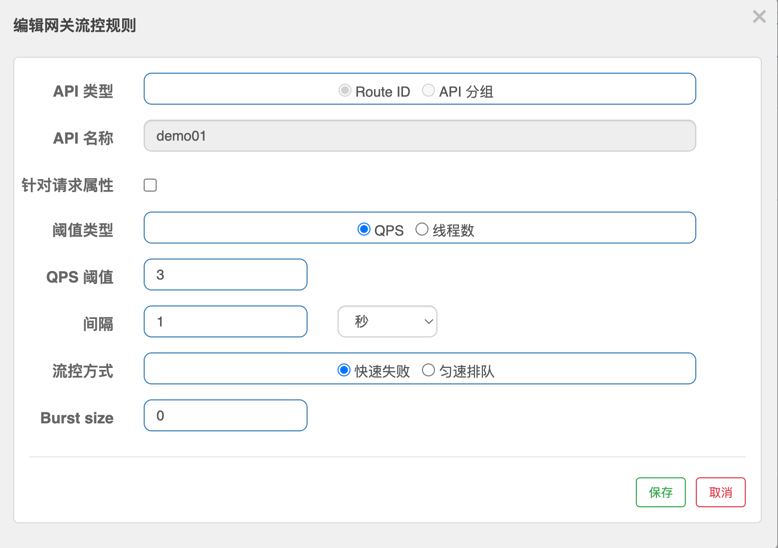 编辑网关流控规则
API 类型 Route ID API 分组
API 名称 demo01
针对请求属性
阈值类型 QPS 线程数
QPS 阈值 3
间隔 1 秒
流控方式 快速失败 匀速排队
Burst size 0
保存 取消